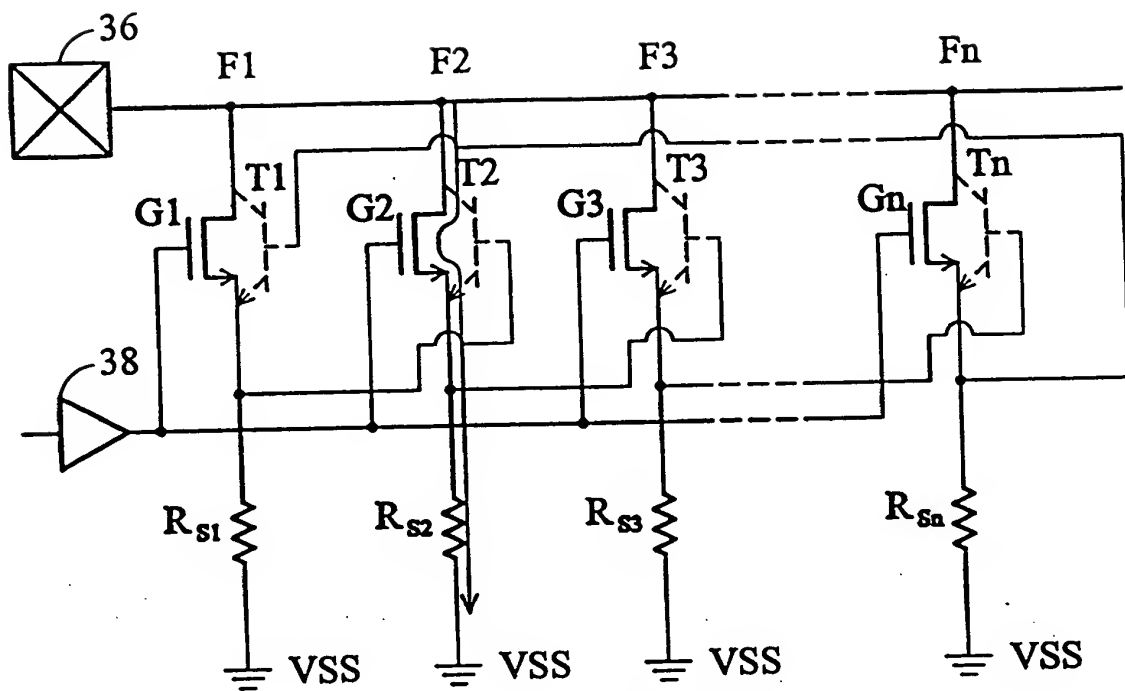 36
F1 F2 F3 Fn
T1 T2 T3 Tn
G1 G2 G3 Gn
38
RS1 RS2 RS3 RSn
VSS VSS VSS VSS